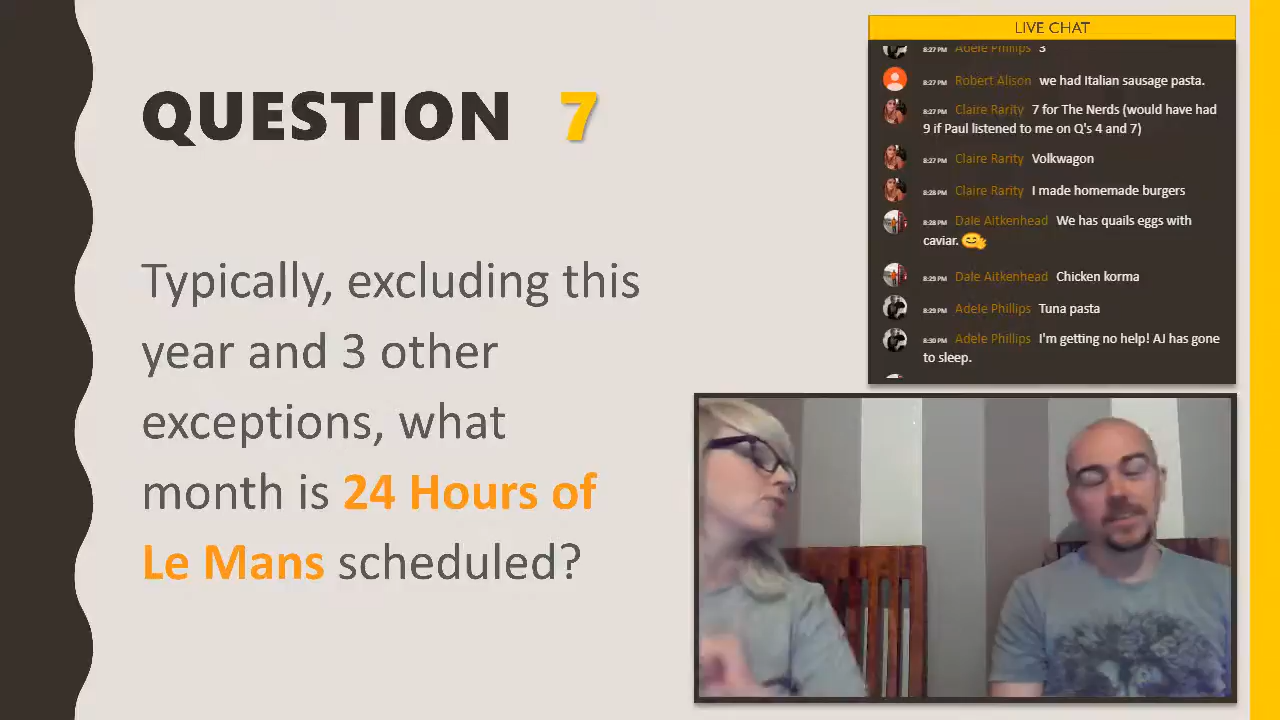 QUESTION 7
Typically, excluding this
year and 3 other
exceptions, what
month is 24 Hours of
Le Mans scheduled?
LIVE CHAT
8:27 PM Adele Phillips 3
8:27 PM Robert Alison we had Italian sausage pasta.
8:27 PM Claire Rarity 7 for The Nerds (would have had
9 if Paul listened to me on Q's 4 and 7)
8:27 PM Claire Rarity Volkwagon
8:28 PM Claire Rarity I made homemade burgers
8:28 PM Dale Aitkenhead We has quails eggs with
caviar. 😊
8:29 PM Dale Aitkenhead Chicken korma
8:29 PM Adele Phillips Tuna pasta
8:30 PM Adele Phillips I'm getting no help! AJ has gone
to sleep.